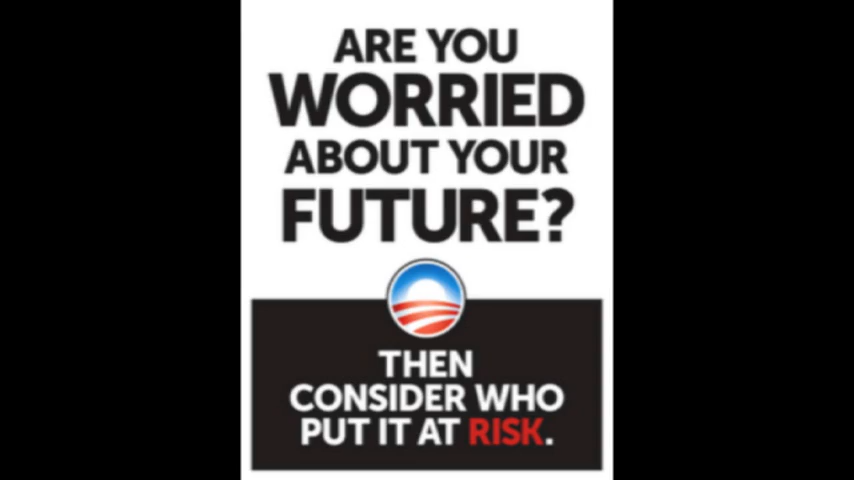 ARE YOU
WORRIED
ABOUT YOUR
FUTURE?
THEN
CONSIDER WHO
PUT IT AT RISK.